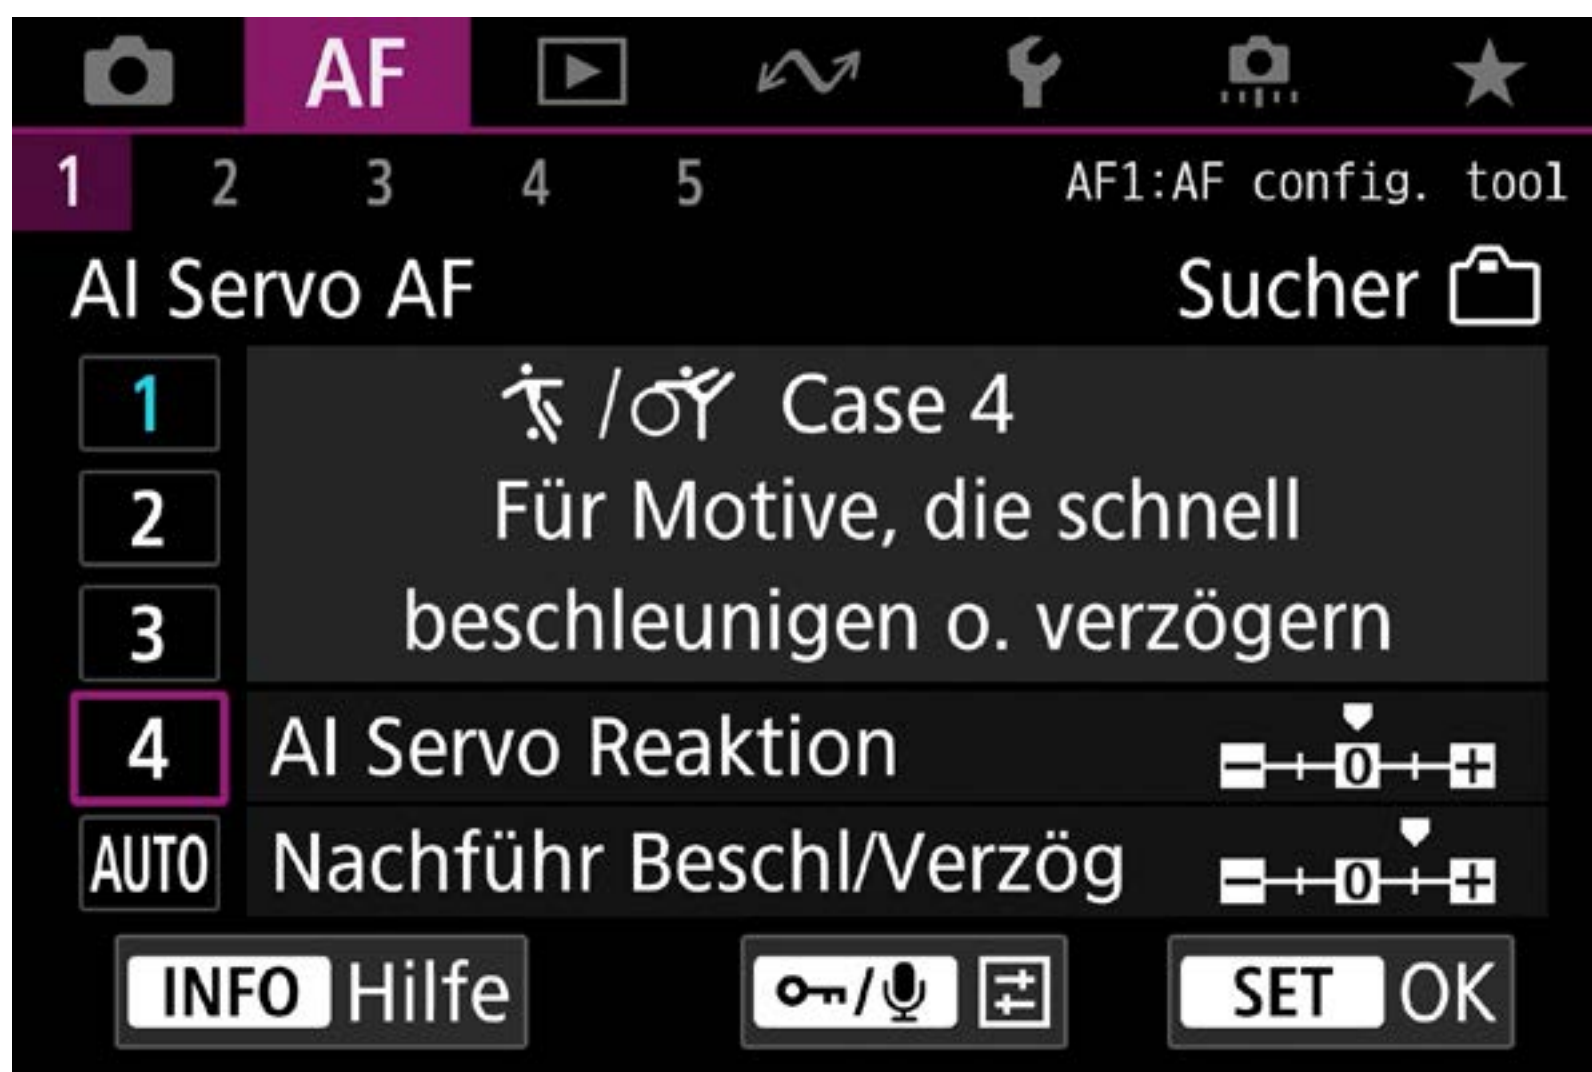 AF
1 2 3 4 5 AF1:AF config. tool
AI Servo AF Sucher
1 / Case 4
2 Für Motive, die schnell
3 beschleunigen o. verzögern
4 AI Servo Reaktion - 0 +
AUTO Nachführ Beschl/Verzög - 0 +
INFO Hilfe / SET OK